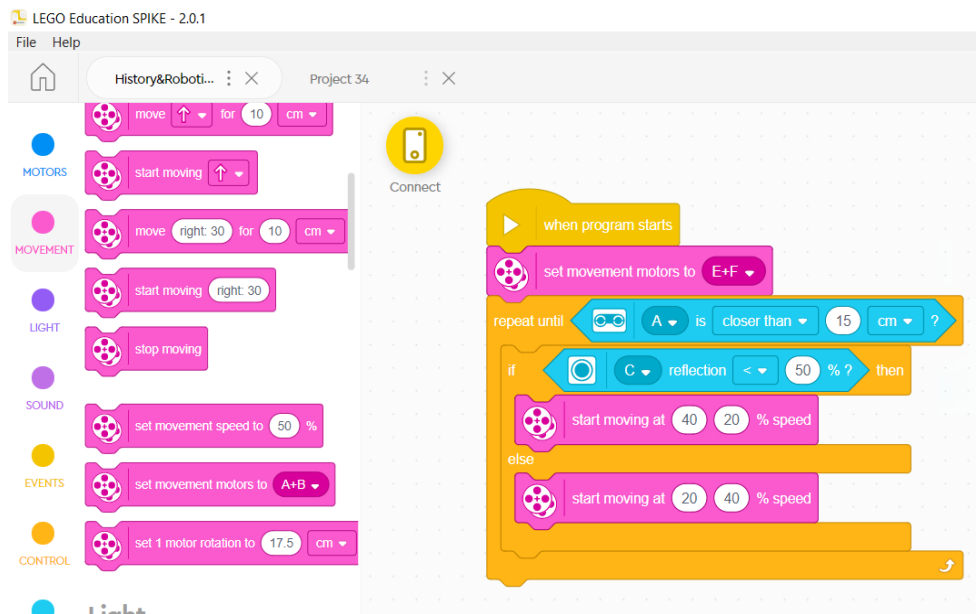 LEGO Education SPIKE - 2.0.1
File Help
History&Roboti... Project 34
MOTORS
MOVEMENT
LIGHT
SOUND
EVENTS
CONTROL
move for 10 cm
start moving
move right: 30 for 10 cm
start moving right: 30
stop moving
set movement speed to 50 %
set movement motors to A+B
set 1 motor rotation to 17.5 cm
Connect
when program starts
set movement motors to E+F
repeat until A is closer than 15 cm ?
if C reflection < 50 % ? then
start moving at 40 20 % speed
else
start moving at 20 40 % speed
Light